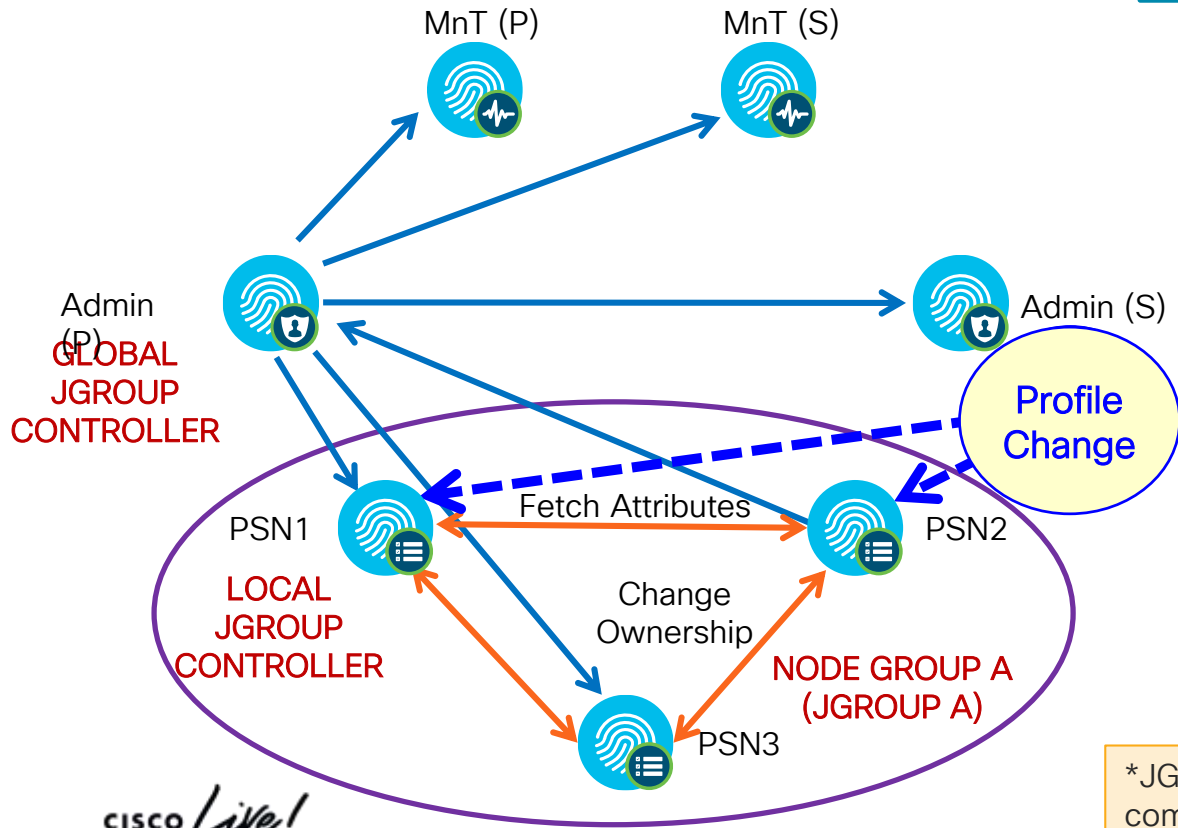 MnT (P)
MnT (S)
Admin
(P)
Admin (S)
GLOBAL
JGROUP
CONTROLLER
Profile
Change
PSN1
Fetch Attributes
PSN2
LOCAL
JGROUP
CONTROLLER
Change
Ownership
NODE GROUP A
(JGROUP A)
PSN3
CISCO Live!